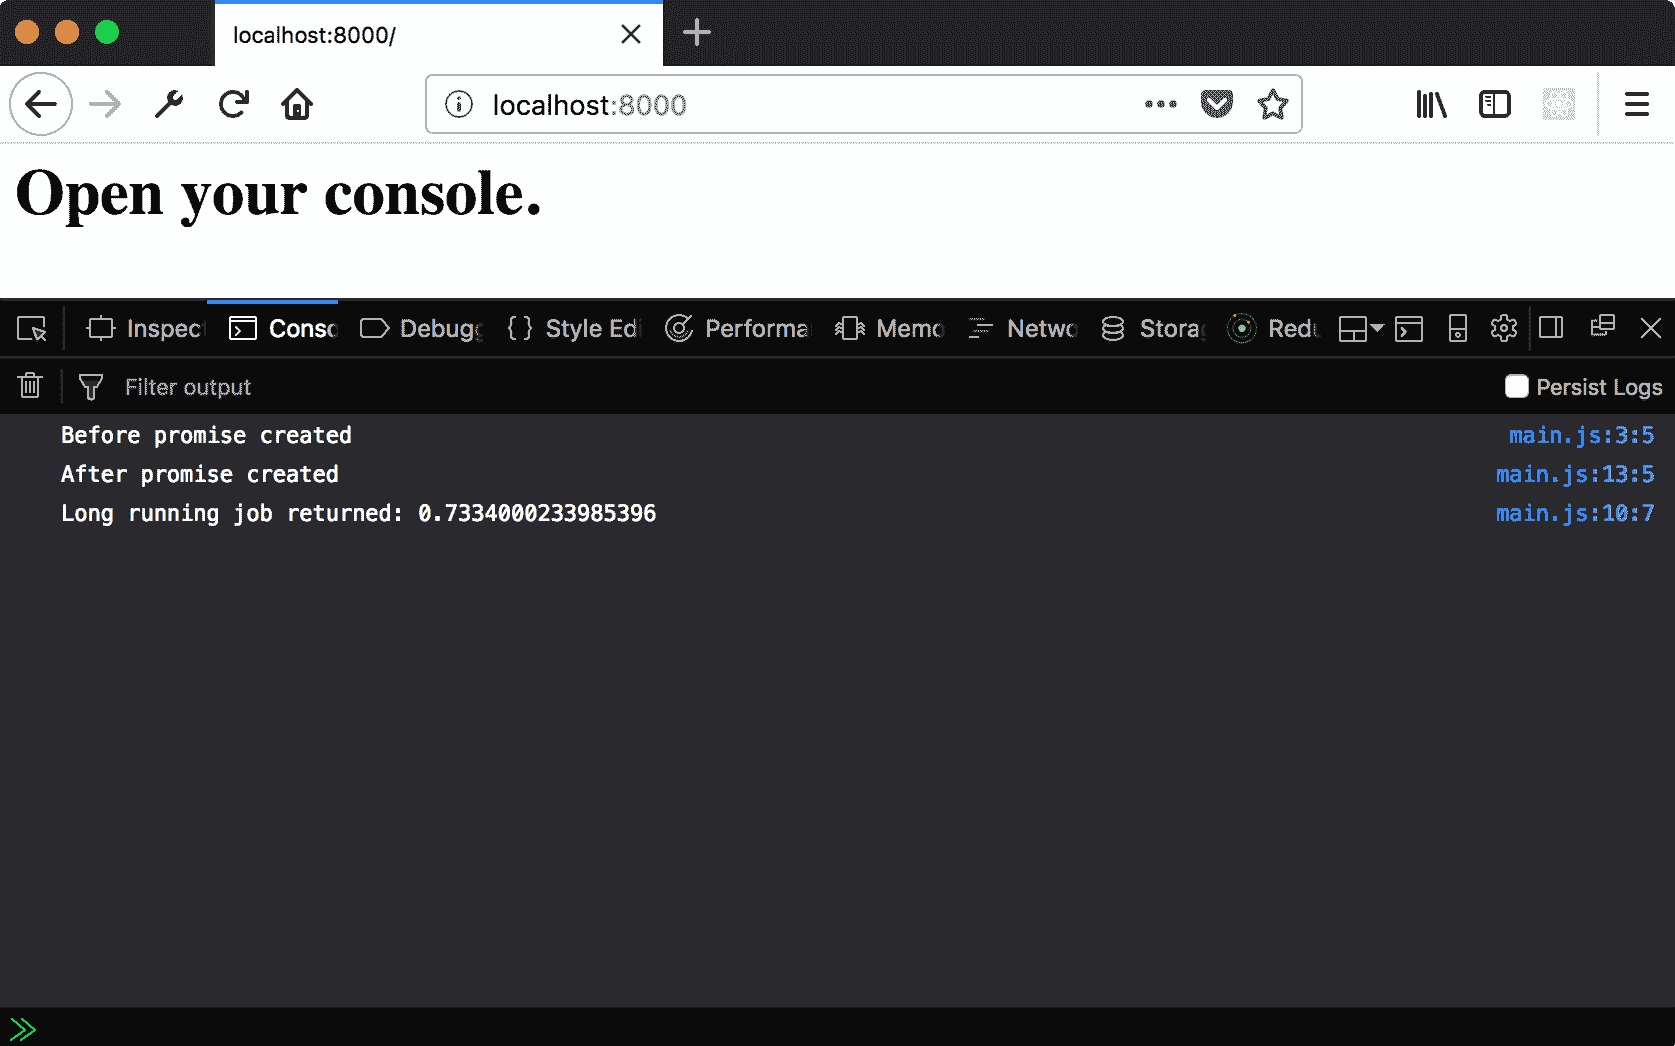 localhost:8000/
localhost:8000
Open your console.
Inspec Conso Debugg Style Edi Performa Memo Netwo Storag Redu
Filter output Persist Logs
Before promise created main.js:3:5
After promise created main.js:13:5
Long running job returned: 0.7334000233985396 main.js:10:7